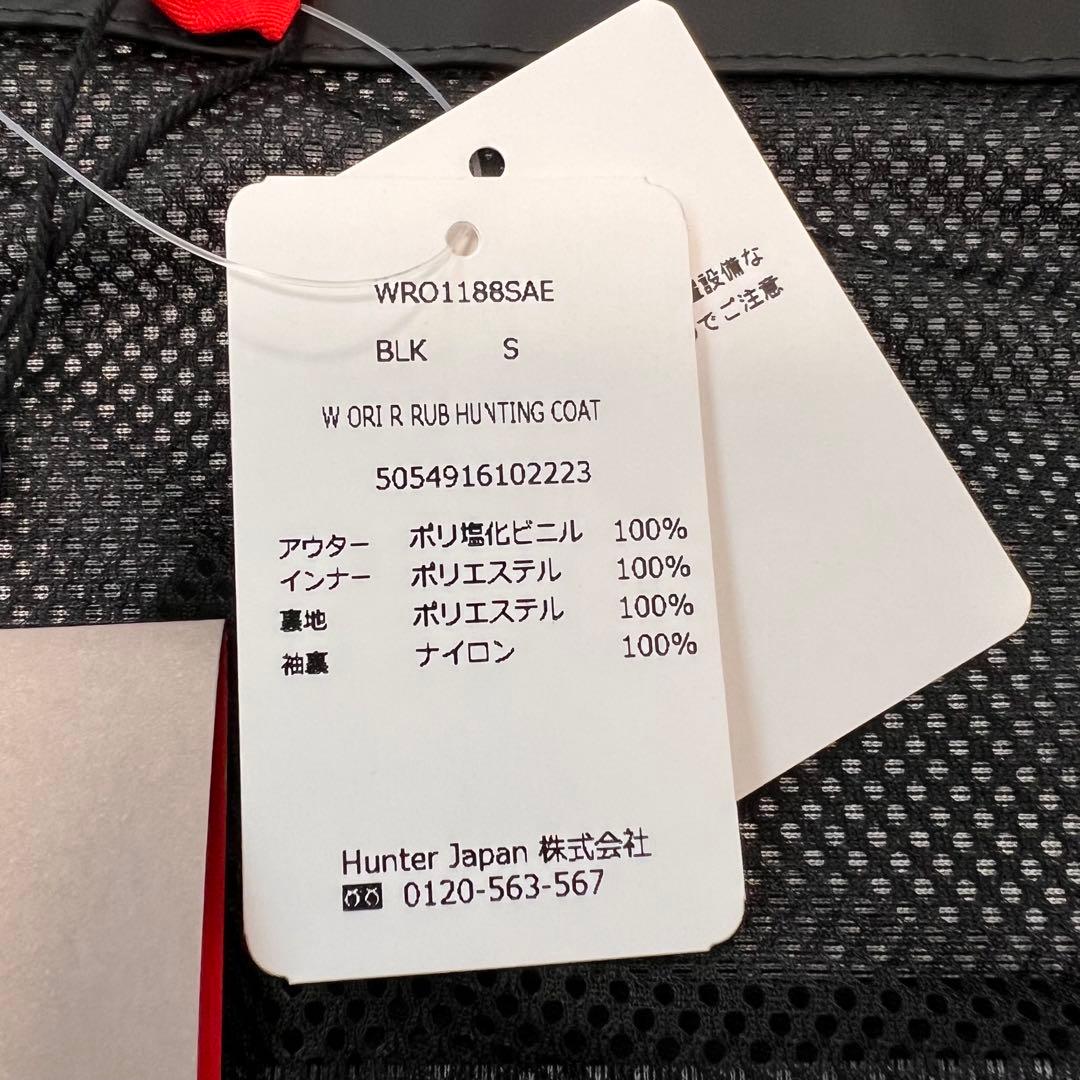 WRO1188SAE
BLK S
W ORI R RUB HUNTING COAT
5054916102223
アウター ポリ塩化ビニル 100%
インナー ポリエステル 100%
裏地 ポリエステル 100%
袖裏 ナイロン 100%
Hunter Japan 株式会社
0120-563-567
設備な
でご注意